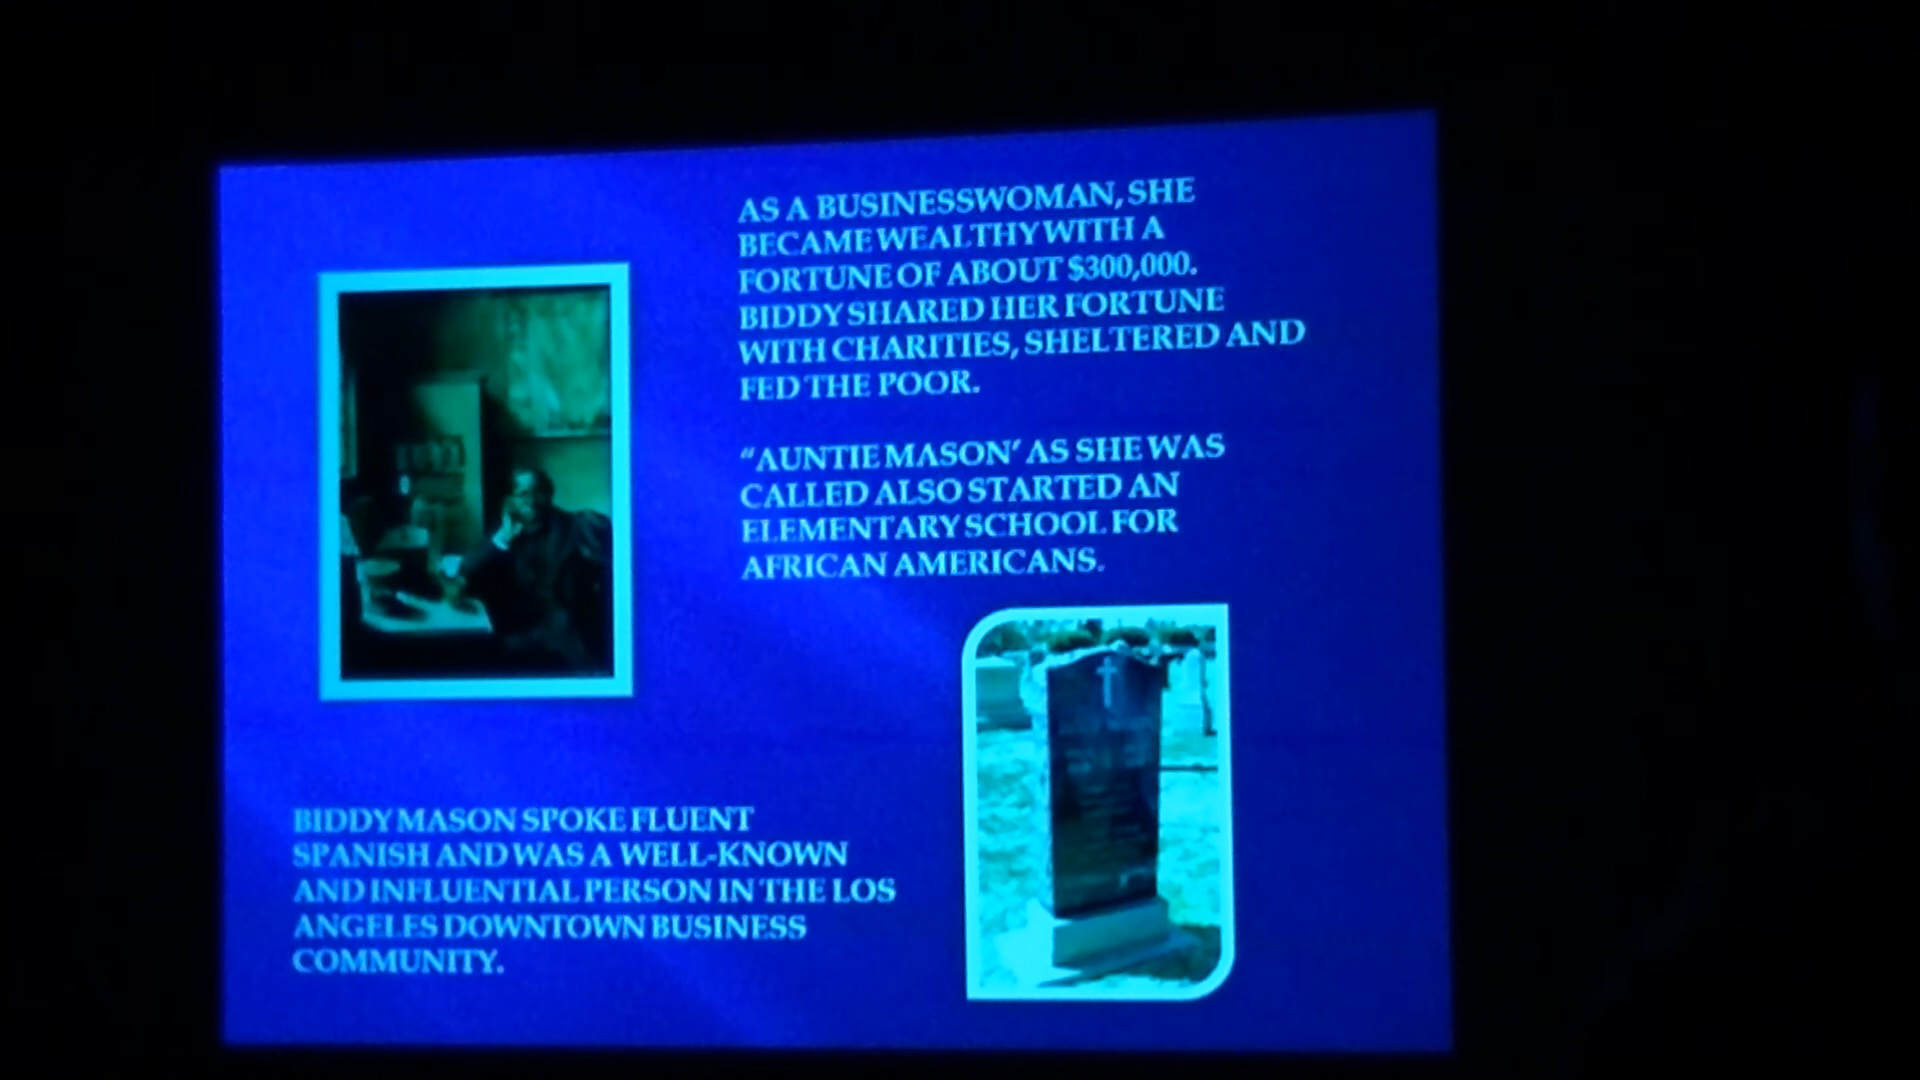 AS A BUSINESSWOMAN, SHE
BECAME WEALTHY WITH A
FORTUNE OF ABOUT $300,000.
BIDDY SHARED HER FORTUNE
WITH CHARITIES, SHELTERED AND
FED THE POOR.
“AUNTIE MASON’ AS SHE WAS
CALLED ALSO STARTED AN
ELEMENTARY SCHOOL FOR
AFRICAN AMERICANS.
BIDDY MASON SPOKE FLUENT
SPANISH AND WAS A WELL-KNOWN
AND INFLUENTIAL PERSON IN THE LOS
ANGELES DOWNTOWN BUSINESS
COMMUNITY.